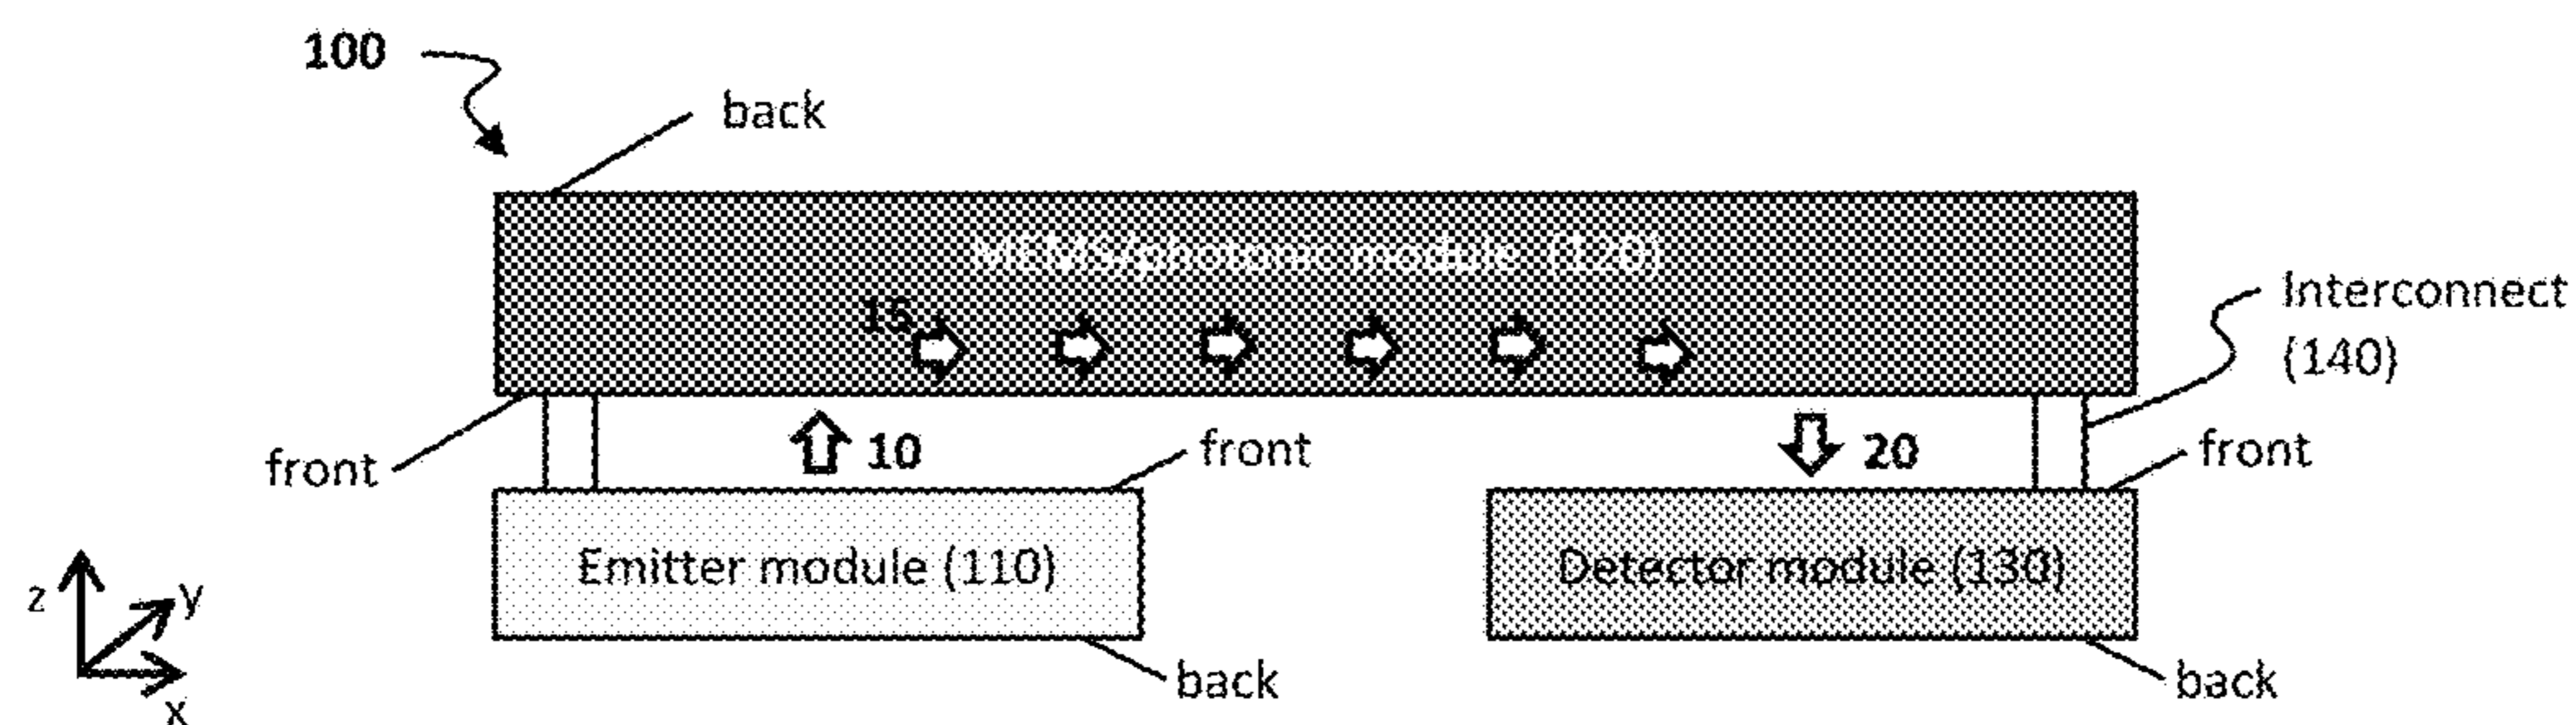 100
back
MEMS/photonic module (120)
15
Interconnect
(140)
front
10
front
20
front
Emitter module (110)
Detector module (130)
z
y
x
back
back